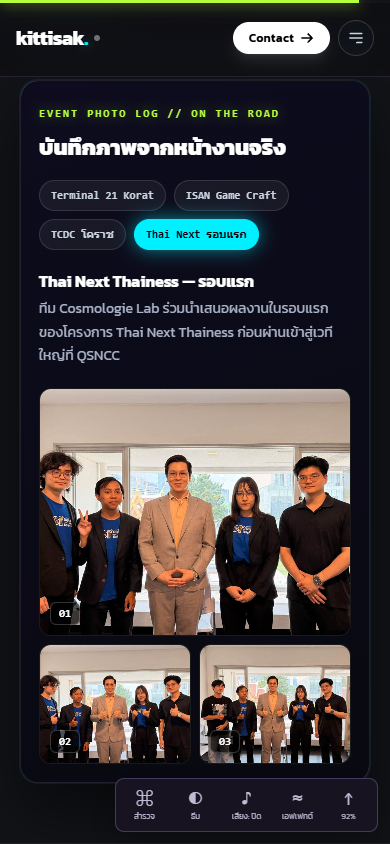 kittisak.
Contact →
EVENT PHOTO LOG // ON THE ROAD
บันทึกภาพจากหน้างานจริง
Terminal 21 Korat
ISAN Game Craft
TCDC โคราช
Thai Next รอบแรก
Thai Next Thainess — รอบแรก
ทีม Cosmologie Lab ร่วมนำเสนอผลงานในรอบแรก
ของโครงการ Thai Next Thainess ก่อนผ่านเข้าสู่เวที
ใหญ่ที่ QSNCC
01
02
03
สำรวจ
ธีม
เสียง: ปิด
เอฟเฟกต์
92%